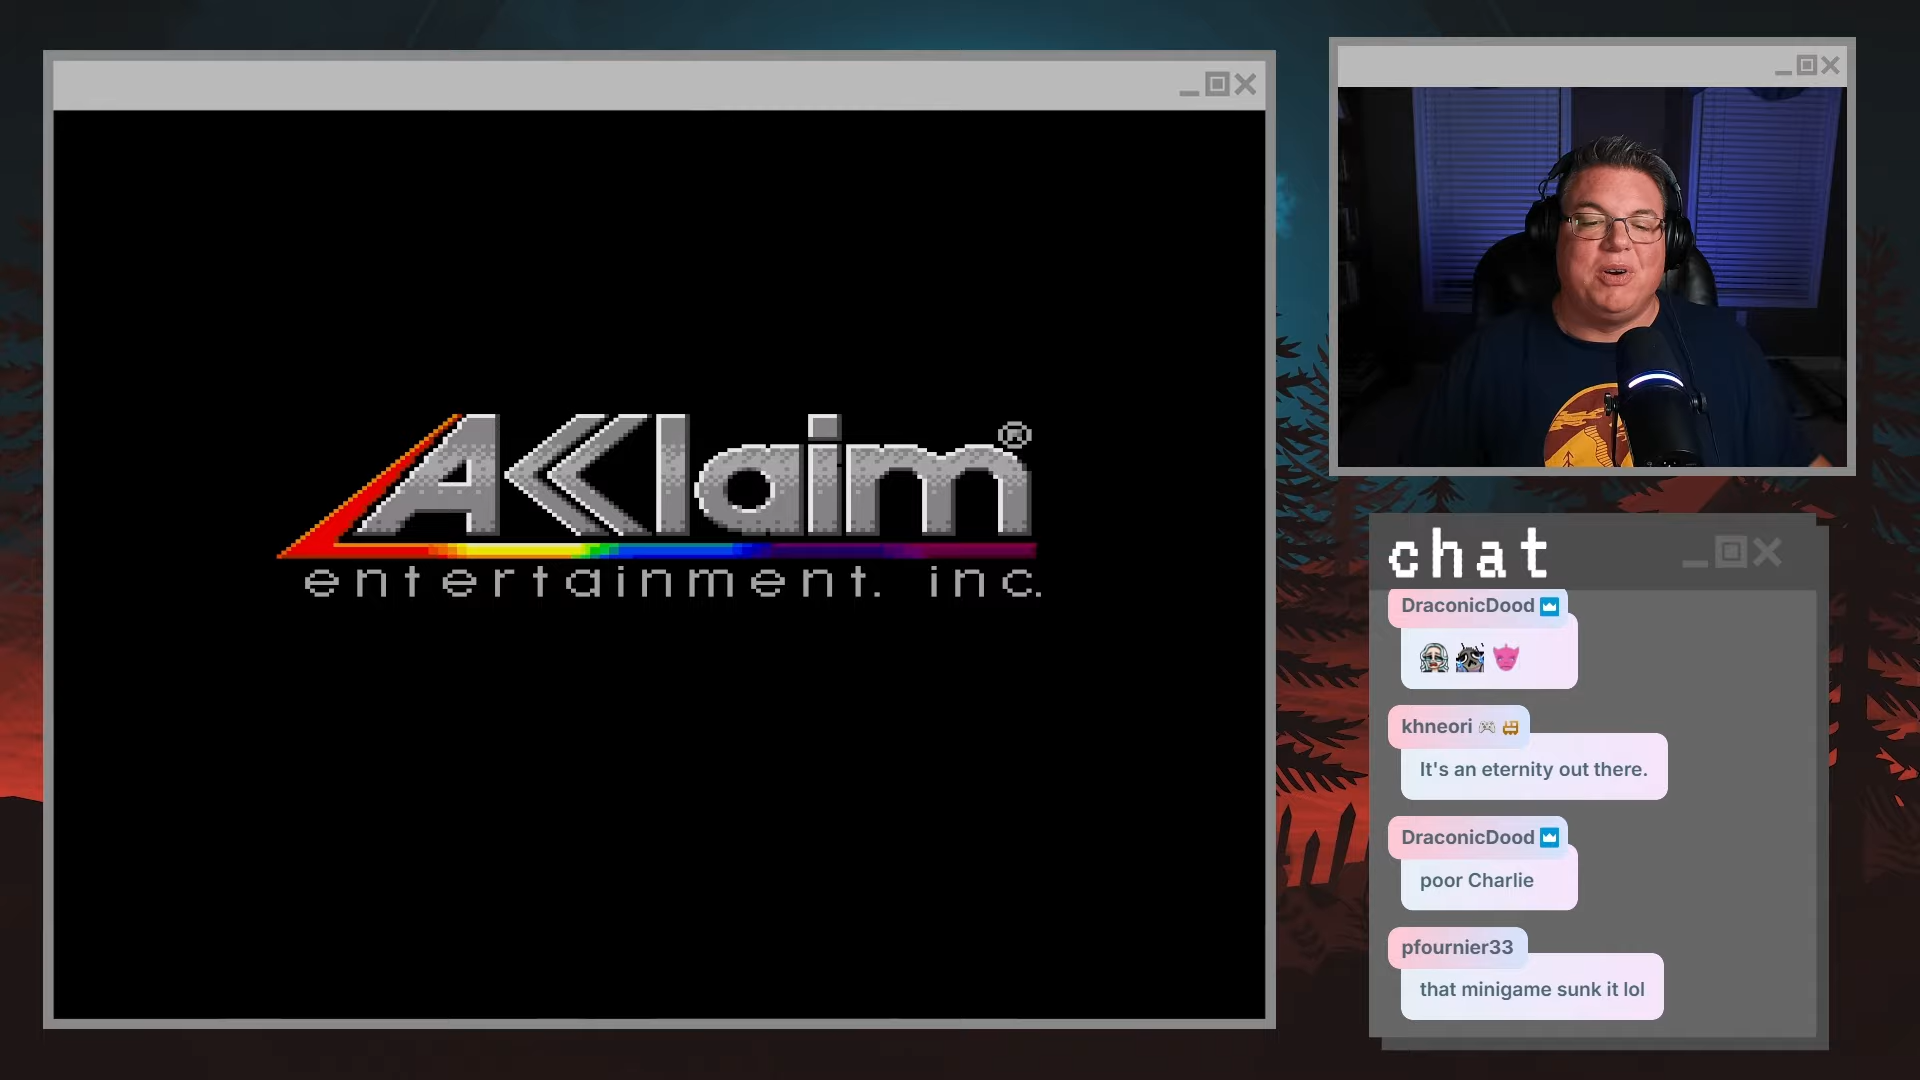 AKlaim®
entertainment. inc.
chat
DraconicDood
khneori
It's an eternity out there.
DraconicDood
poor Charlie
pfournier33
that minigame sunk it lol